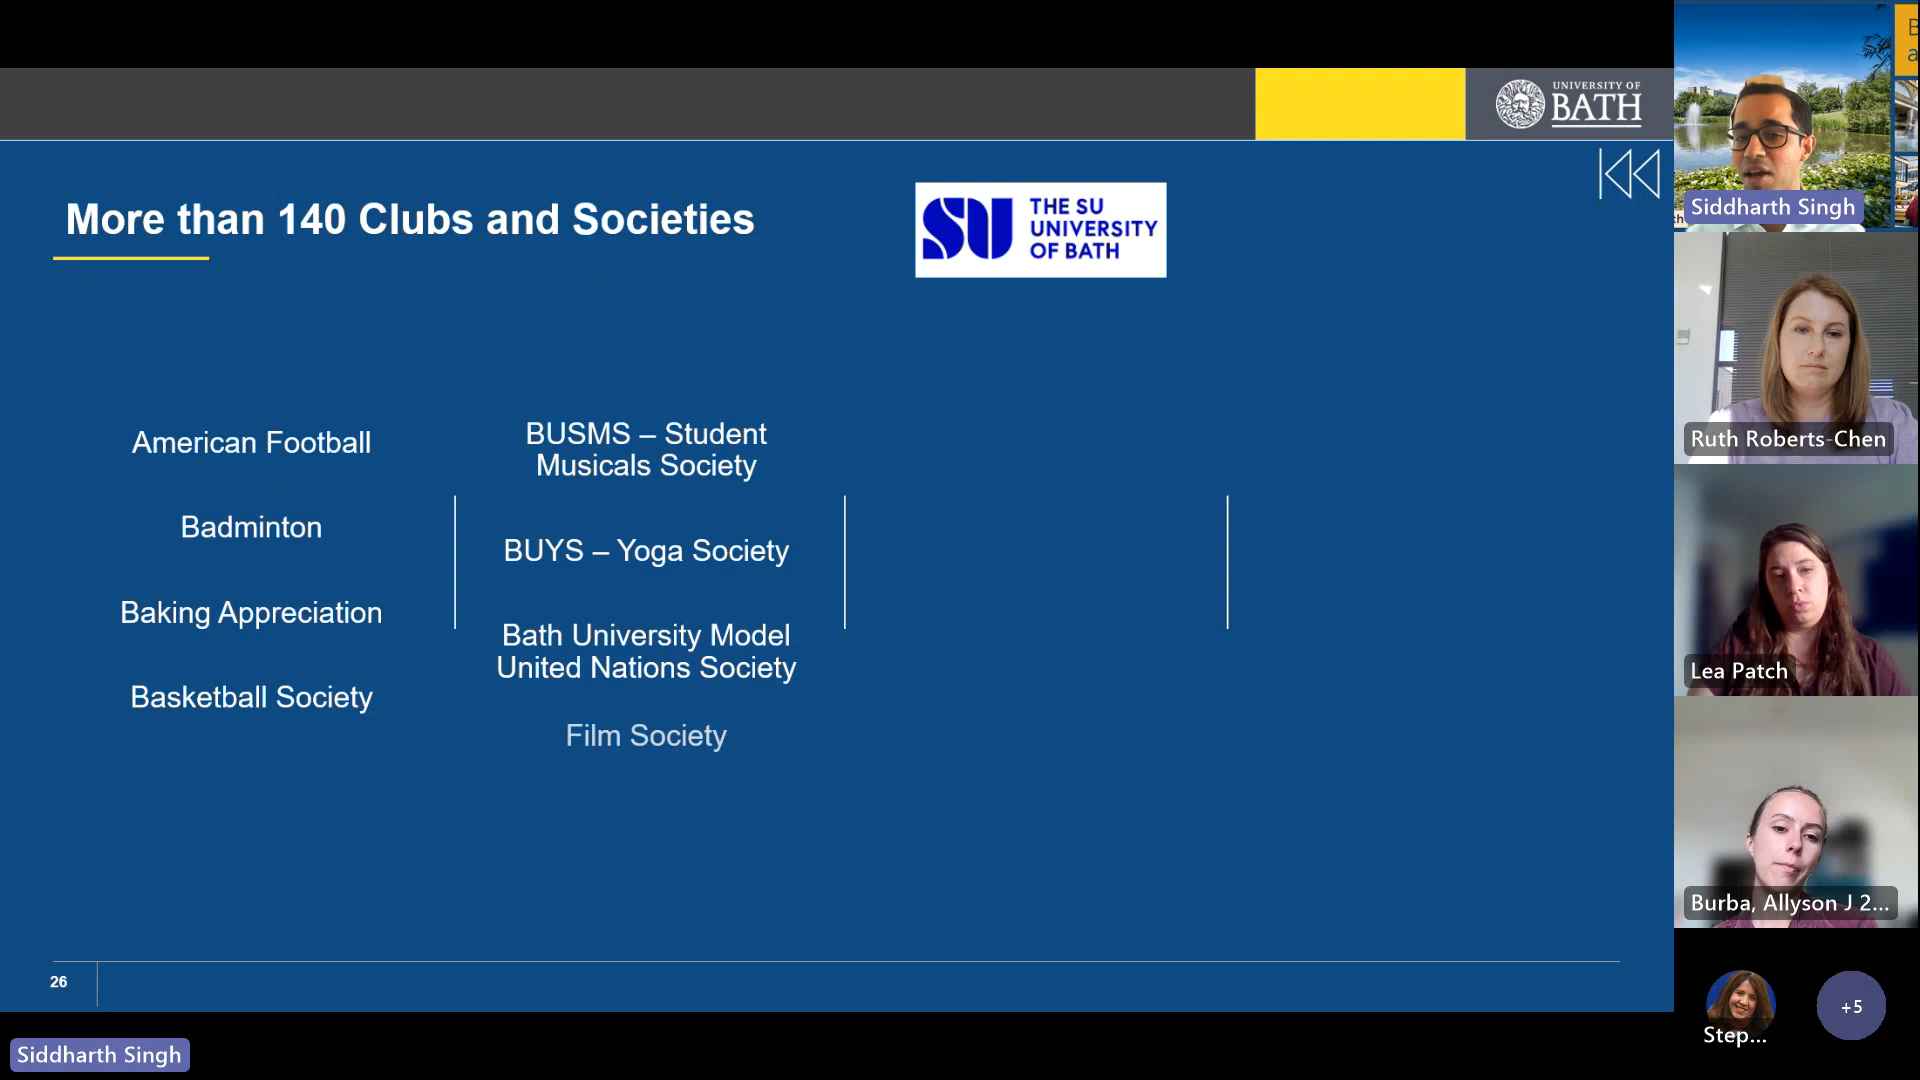 UNIVERSITY OF
BATH
More than 140 Clubs and Societies
SU
THE SU
UNIVERSITY
OF BATH
American Football
Badminton
Baking Appreciation
Basketball Society
BUSMS – Student
Musicals Society
BUYS – Yoga Society
Bath University Model
United Nations Society
Film Society
26
Siddharth Singh
Siddharth Singh
Ruth Roberts-Chen
Lea Patch
Burba, Allyson J 2...
Step...
+5